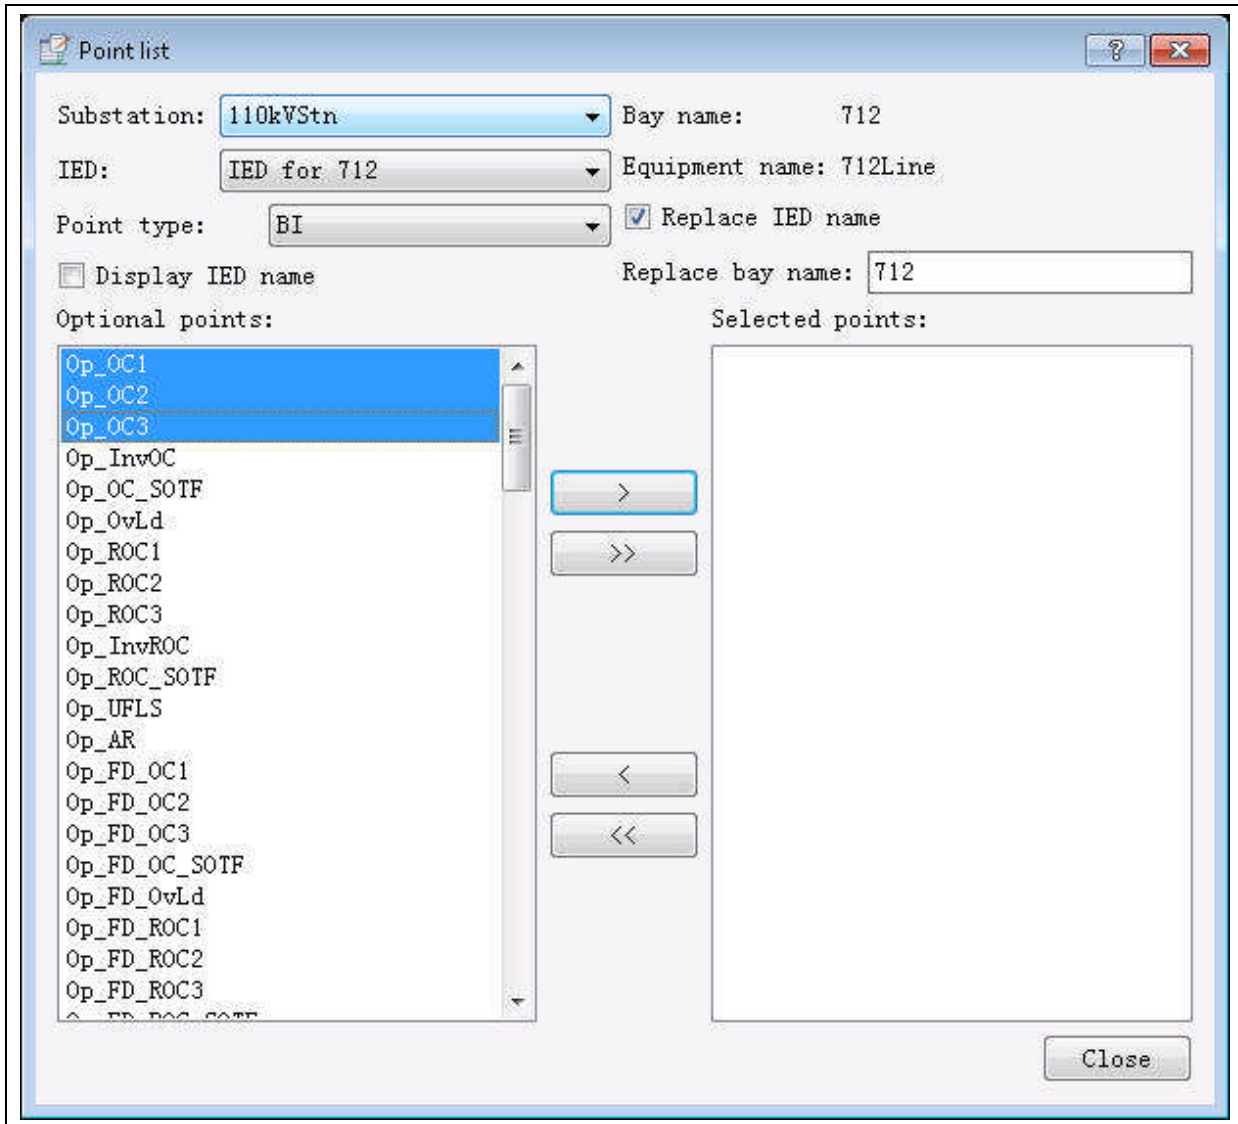 Point list
Substation: 110kVStn Bay name: 712
IED: IED for 712 Equipment name: 712Line
Point type: BI Replace IED name
Display IED name Replace bay name: 712
Optional points: Selected points:
Op_OC1
Op_OC2
Op_OC3
Op_InvOC
Op_OC_SOTF
Op_OvLd
Op_ROC1
Op_ROC2
Op_ROC3
Op_InvROC
Op_ROC_SOTF
Op_UFLS
Op_AR
Op_FD_OC1
Op_FD_OC2
Op_FD_OC3
Op_FD_OC_SOTF
Op_FD_OvLd
Op_FD_ROC1
Op_FD_ROC2
Op_FD_ROC3
>
>>
<
<<
Close